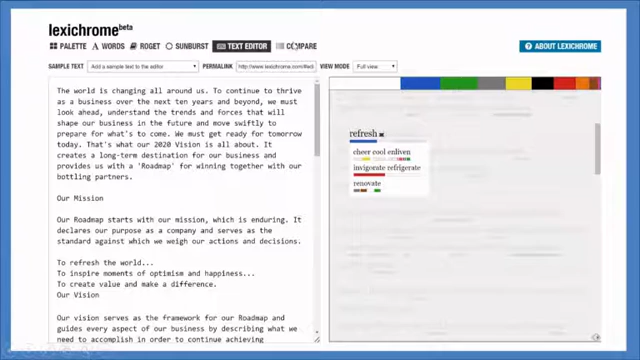 lexichrome beta
PALETTE WORDS ROGET SUNBURST TEXT EDITOR COMPARE ABOUT LEXICHROME
SAMPLE TEXT Add a sample text to the editor PERMALINK http://www.lexichrome.com/#edi VIEW MODE Full view
The world is changing all around us. To continue to thrive
as a business over the next ten years and beyond, we must
look ahead, understand the trends and forces that will
shape our business in the future and move swiftly to
prepare for what's to come. We must get ready for tomorrow
today. That's what our 2020 Vision is all about. It
creates a long-term destination for our business and
provides us with a 'Roadmap' for winning together with our
bottling partners.
Our Mission
Our Roadmap starts with our mission, which is enduring. It
declares our purpose as a company and serves as the
standard against which we weigh our actions and decisions.
To refresh the world...
To inspire moments of optimism and happiness...
To create value and make a difference.
Our Vision
Our vision serves as the framework for our Roadmap and
guides every aspect of our business by describing what we
need to accomplish in order to continue achieving
refresh
cheer cool enliven
invigorate refrigerate
renovate